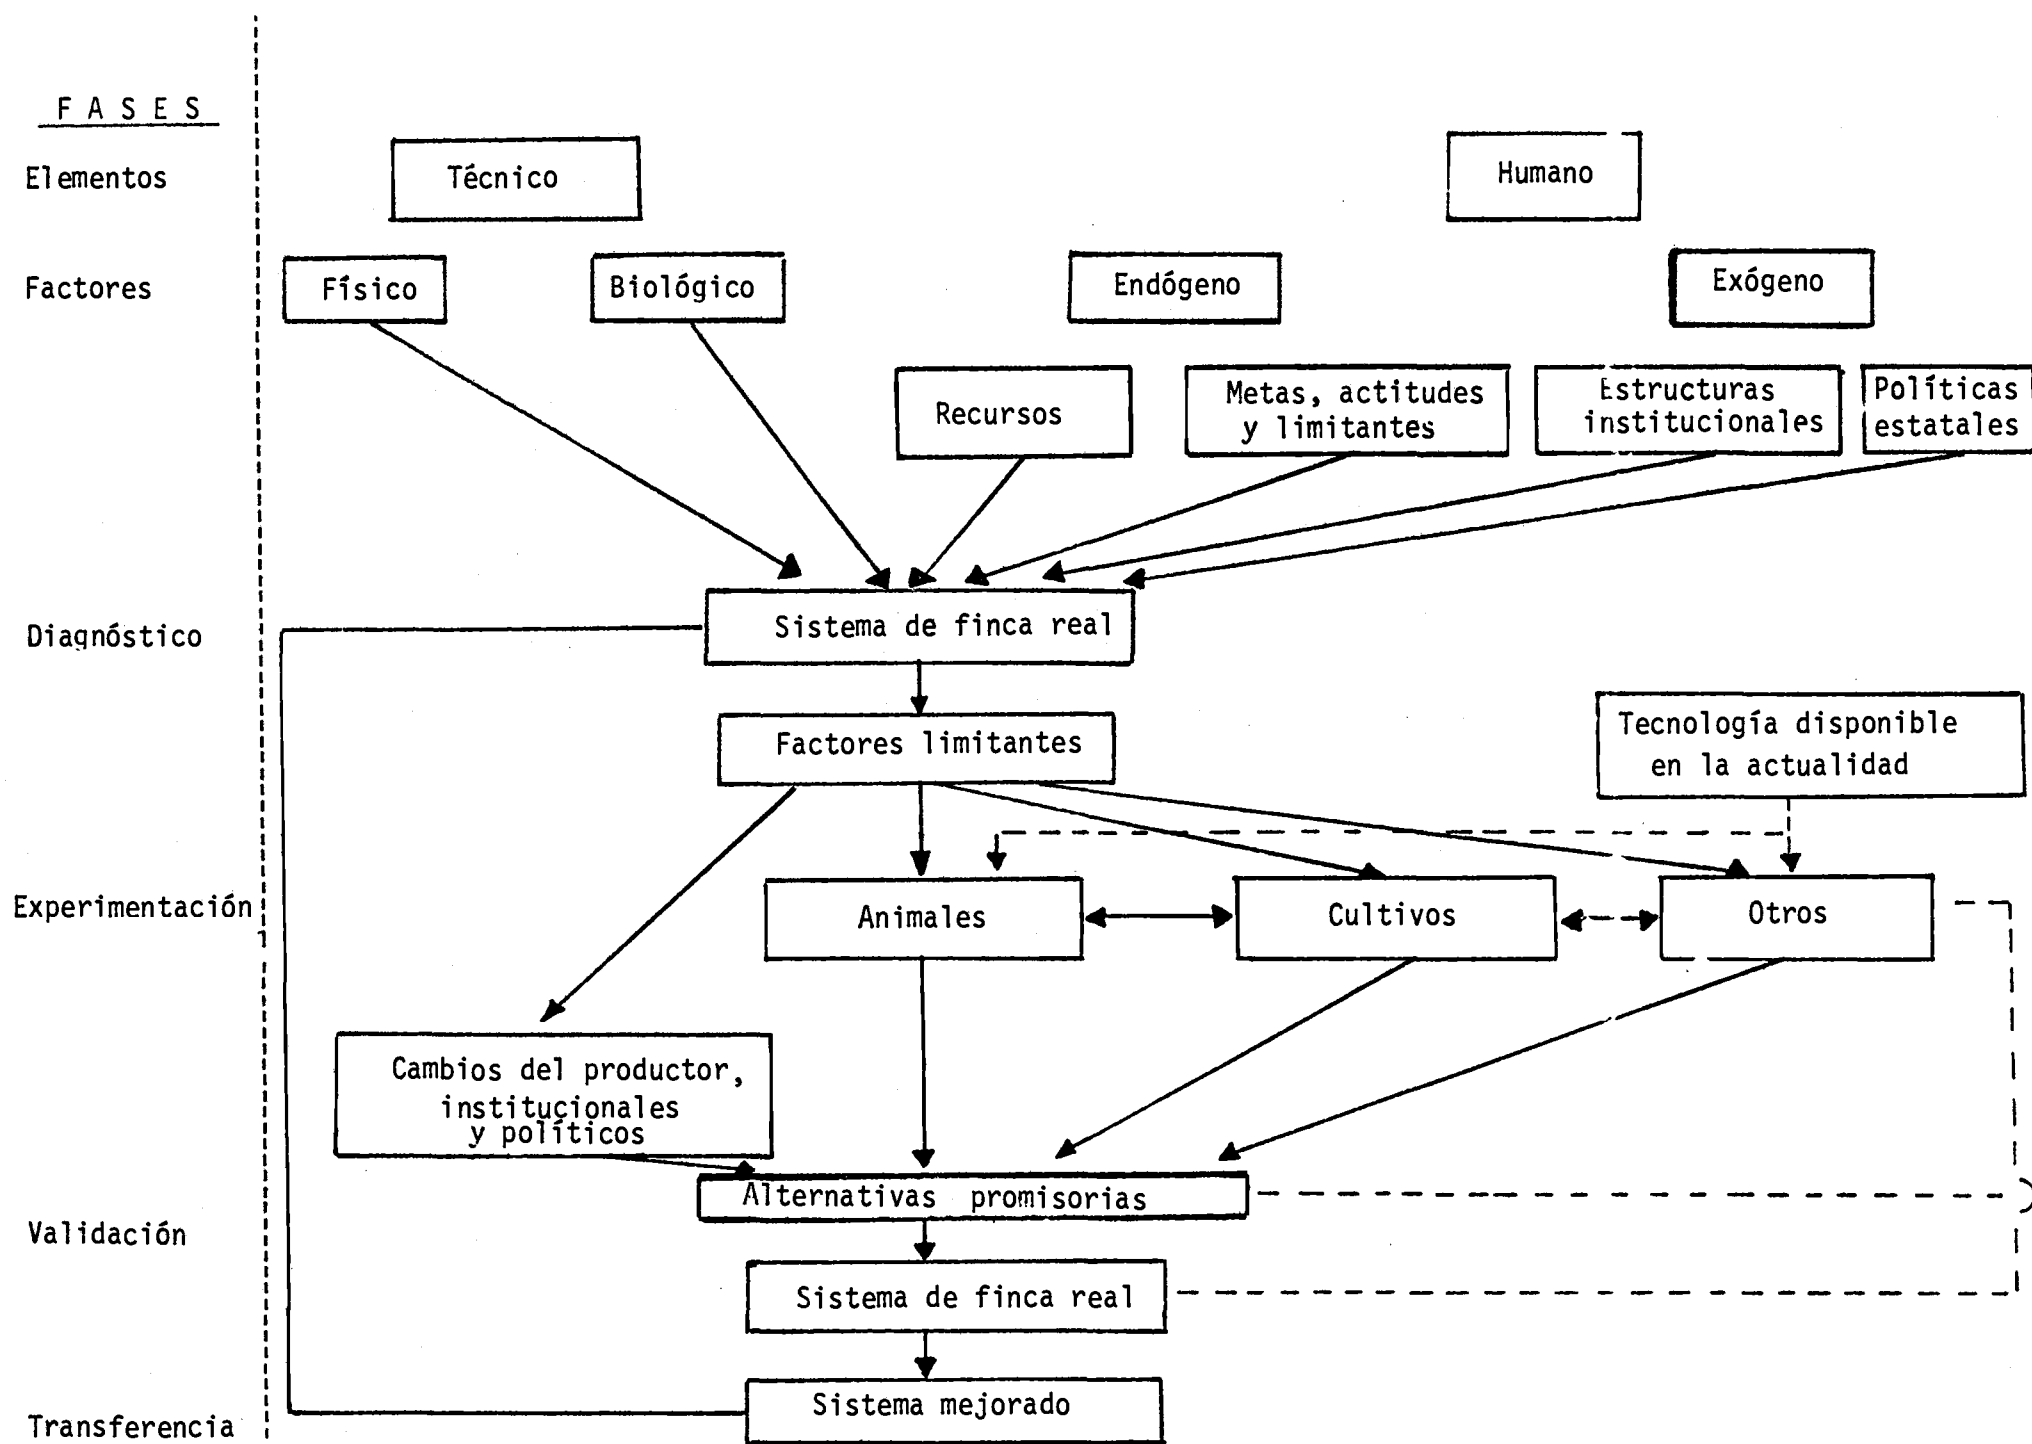 F A S E S
Elementos
Técnico
Humano
Factores
Físico
Biológico
Endógeno
Exógeno
Recursos
Metas, actitudes
y limitantes
Estructuras
institucionales
Políticas
estatales
Diagnóstico
Sistema de finca real
Factores limitantes
Tecnología disponible
en la actualidad
Experimentación
Animales
Cultivos
Otros
Cambios del productor,
institucionales
y políticos
Alternativas promisorias
Validación
Sistema de finca real
Sistema mejorado
Transferencia